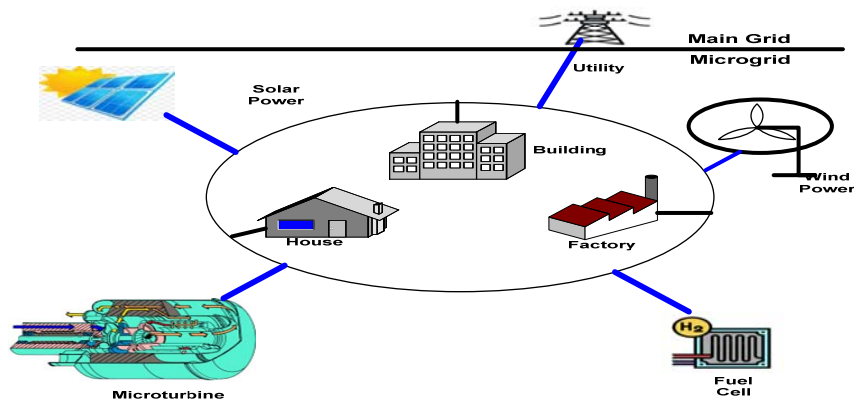 Main Grid
Microgrid
Utility
Solar
Power
Building
Wind
Power
House
Factory
H2
Microturbine
Fuel
Cell